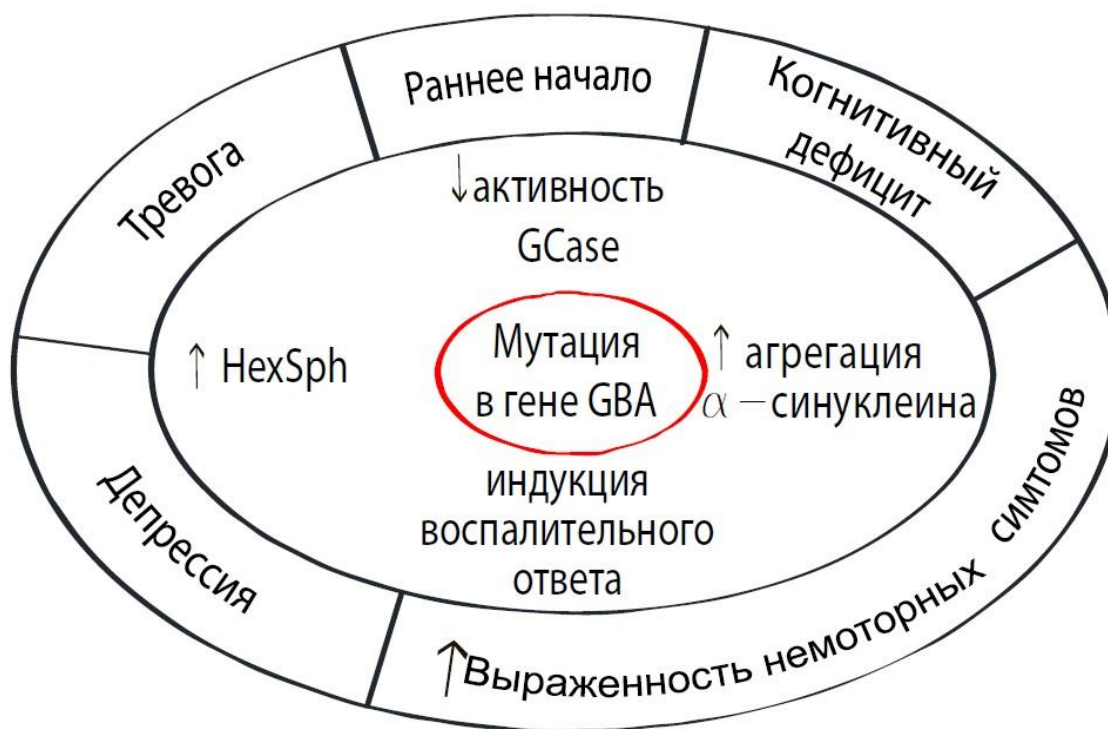 Раннее начало
Когнитивный
дефицит
Тревога
↓активность
GCase
↑ HexSph
Мутация
в гене GBA
↑ агрегация
α – синуклеина
индукция
воспалительного
ответа
Депрессия
↑Выраженность немоторных симтомов